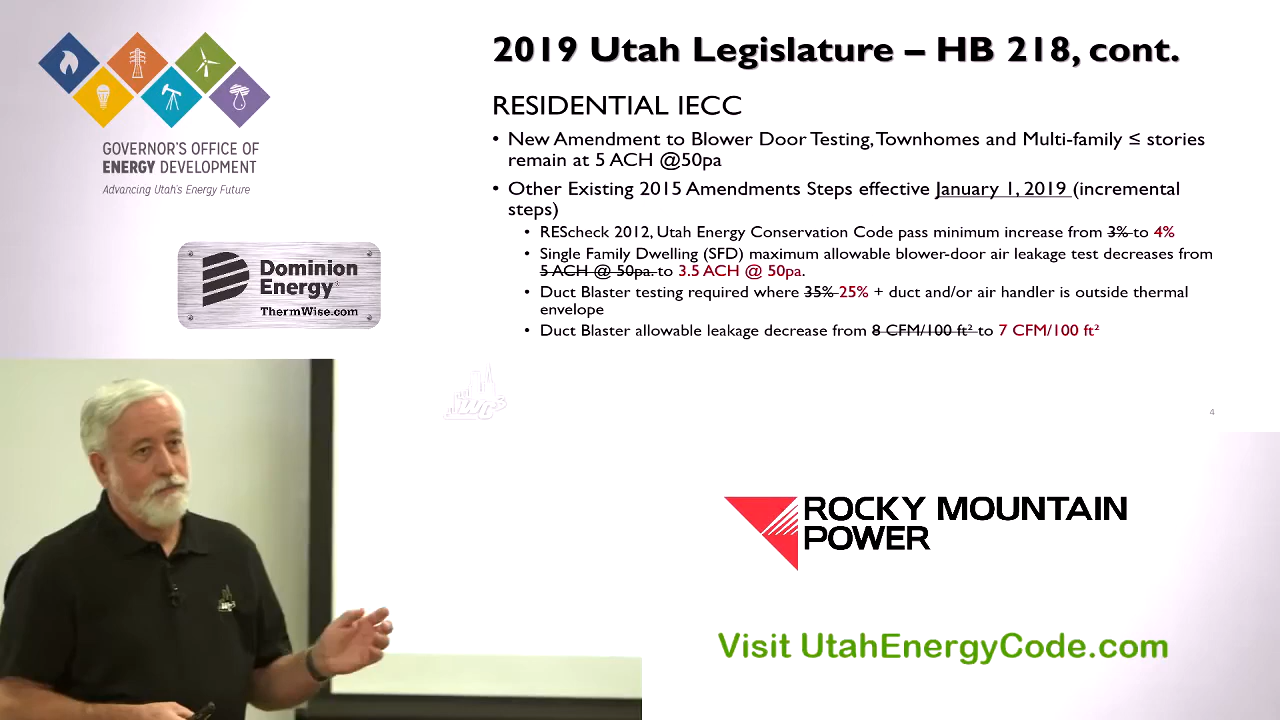 2019 Utah Legislature – HB 218, cont.
RESIDENTIAL IECC
• New Amendment to Blower Door Testing, Townhomes and Multi-family ≤ stories
remain at 5 ACH @50pa
• Other Existing 2015 Amendments Steps effective January 1, 2019 (incremental
steps)
• REScheck 2012, Utah Energy Conservation Code pass minimum increase from 3% to 4%
• Single Family Dwelling (SFD) maximum allowable blower-door air leakage test decreases from
5 ACH @ 50pa. to 3.5 ACH @ 50pa.
• Duct Blaster testing required where 35% 25% + duct and/or air handler is outside thermal
envelope
• Duct Blaster allowable leakage decrease from 8 CFM/100 ft² to 7 CFM/100 ft²
4
GOVERNOR'S OFFICE OF
ENERGY DEVELOPMENT
Advancing Utah's Energy Future
Dominion
Energy®
ThermWise.com
WC3
WC3
ROCKY MOUNTAIN
POWER
Visit UtahEnergyCode.com